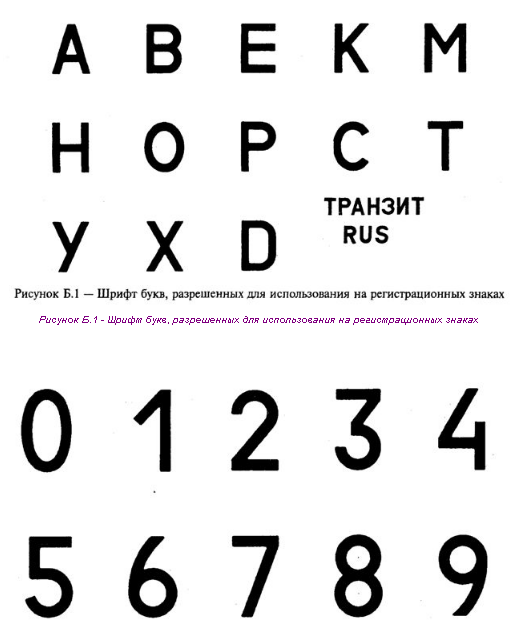 А В Е К М
Н О Р С Т
У Х D
ТРАНЗИТ
RUS
Рисунок Б.1 — Шрифт букв, разрешенных для использования на регистрационных знаках
Рисунок Б.1 - Шрифт букв, разрешенных для использования на регистрационных знаках
0 1 2 3 4
5 6 7 8 9